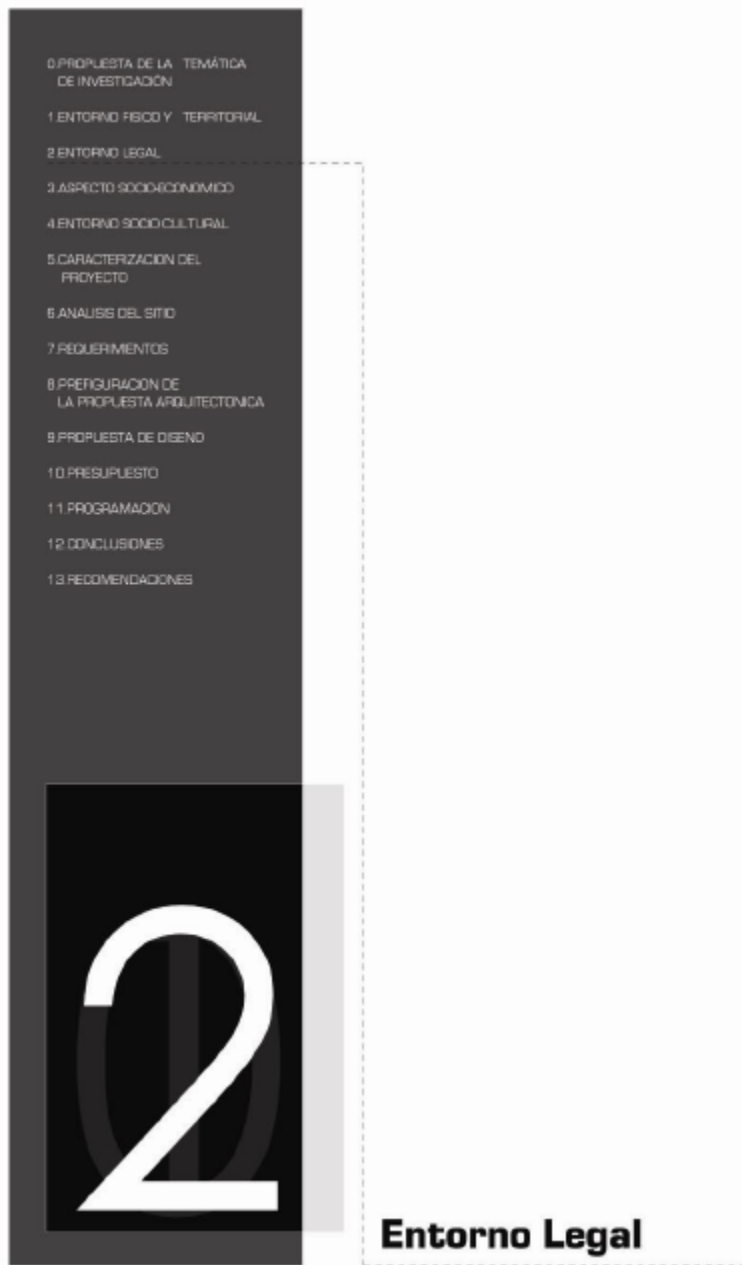 0.PROPUESTA DE LA TEMÁTICA
DE INVESTIGACIÓN
1.ENTORNO FISICO Y TERRITORIAL
2.ENTORNO LEGAL
3.ASPECTO SOCIO-ECONOMICO
4.ENTORNO SOCIO CULTURAL
5.CARACTERIZACION DEL
PROYECTO
6.ANALISIS DEL SITIO
7.REQUERIMIENTOS
8.PREFIGURACION DE
LA PROPUESTA ARQUITECTONICA
9.PROPUESTA DE DISENO
10.PRESUPUESTO
11.PROGRAMACION
12.CONCLUSIONES
13.RECOMENDACIONES
2
Entorno Legal